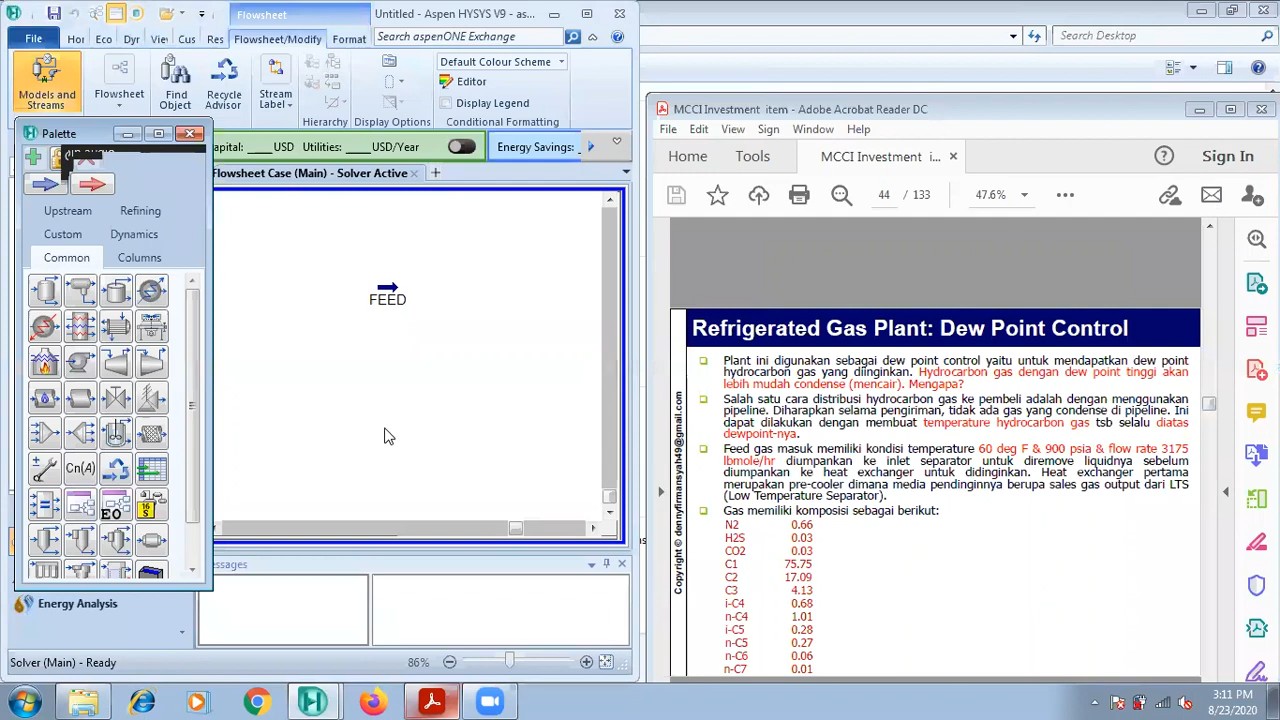 Flowsheet
Untitled - Aspen HYSYS V9 - as...
File
Hor
Eco
Dyr
Vie
Cus
Res
Flowsheet/Modify
Format
Search aspenONE Exchange
Models and Streams
Flowsheet
Find Object
Recycle Advisor
Stream Label
Default Colour Scheme
Editor
Display Legend
Hierarchy
Display Options
Conditional Formatting
Palette
apital: ____ USD
Utilities: ____ USD/Year
Energy Savings: _
Flowsheet Case (Main) - Solver Active
Upstream
Refining
Custom
Dynamics
Common
Columns
Cn(A)
EO
16
FEED
essages
Energy Analysis
Solver (Main) - Ready
86%
Search Desktop
MCCI Investment item - Adobe Acrobat Reader DC
File Edit View Sign Window Help
Home
Tools
MCCI Investment i...
Sign In
44 / 133
47.6%
Refrigerated Gas Plant: Dew Point Control
Plant ini digunakan sebagai dew point control yaitu untuk mendapatkan dew point
hydrocarbon gas yang diinginkan. Hydrocarbon gas dengan dew point tinggi akan
lebih mudah condense (mencair). Mengapa?
Salah satu cara distribusi hydrocarbon gas ke pembeli adalah dengan menggunakan
pipeline. Diharapkan selama pengiriman, tidak ada gas yang condense di pipeline. Ini
dapat dilakukan dengan membuat temperature hydrocarbon gas tsb selalu diatas
dewpoint-nya.
Feed gas masuk memiliki kondisi temperature 60 deg F & 900 psia & flow rate 3175
lbmole/hr diumpankan ke inlet separator untuk diremove liquidnya sebelum
diumpankan ke heat exchanger untuk didinginkan. Heat exchanger pertama
merupakan pre-cooler dimana media pendinginnya berupa sales gas output dari LTS
(Low Temperature Separator).
Gas memiliki komposisi sebagai berikut:
N2 0.66
H2S 0.03
CO2 0.03
C1 75.75
C2 17.09
C3 4.13
i-C4 0.68
n-C4 1.01
i-C5 0.28
n-C5 0.27
n-C6 0.06
n-C7 0.01
Copyright © dennyfirmansyah49@gmail.com
3:11 PM
8/23/2020